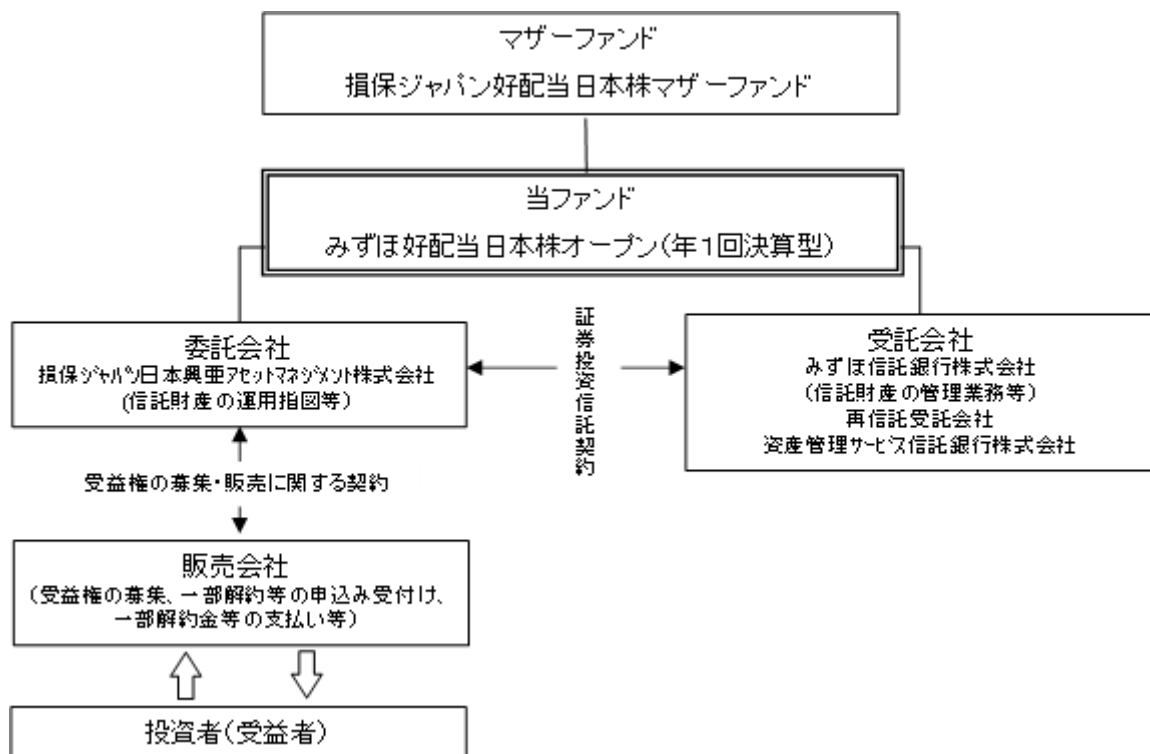 マザーファンド
損保ジャパン好配当日本株マザーファンド
当ファンド
みずほ好配当日本株オープン(年1回決算型)
委託会社
損保ジャパン日本興亜アセットマネジメント株式会社
(信託財産の運用指図等)
証券投資信託契約
受託会社
みずほ信託銀行株式会社
(信託財産の管理業務等)
再信託受託会社
資産管理サービス信託銀行株式会社
受益権の募集・販売に関する契約
販売会社
(受益権の募集、一部解約等の申込み受付け、
一部解約金等の支払い等)
投資者(受益者)